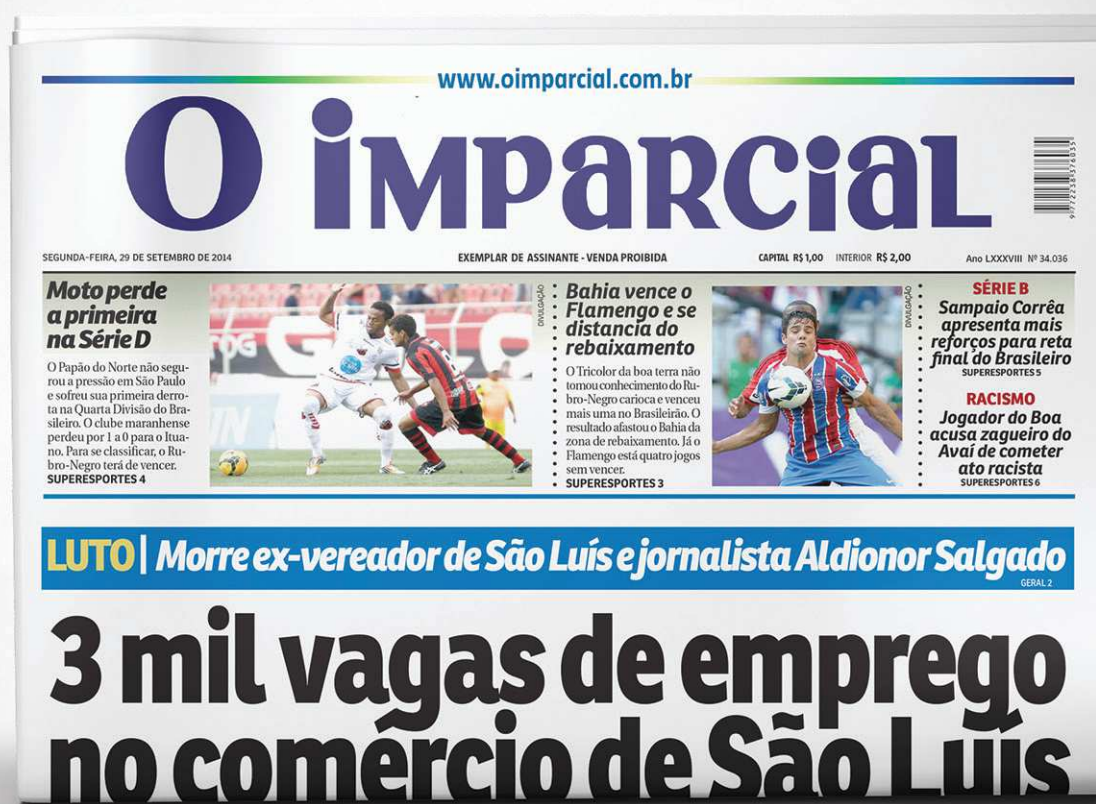 www.oimparcial.com.br
O IMPARCIAL
9 772238 376035
SEGUNDA-FEIRA, 29 DE SETEMBRO DE 2014
EXEMPLAR DE ASSINANTE - VENDA PROIBIDA
CAPITAL R$ 1,00 INTERIOR R$ 2,00
Ano LXXXVIII Nº 34.036
Moto perde
a primeira
na Série D
O Papão do Norte não segu-
rou a pressão em São Paulo
e sofreu sua primeira derro-
ta na Quarta Divisão do Bra-
sileiro. O clube maranhense
perdeu por 1 a 0 para o Itua-
no. Para se classificar, o Ru-
bro-Negro terá de vencer.
SUPERESPORTES 4
DIVULGAÇÃO
Bahia vence o
Flamengo e se
distancia do
rebaixamento
O Tricolor da boa terra não
tomou conhecimento do Ru-
bro-Negro carioca e venceu
mais uma no Brasileirão. O
resultado afastou o Bahia da
zona de rebaixamento. Já o
Flamengo está quatro jogos
sem vencer.
SUPERESPORTES 3
DIVULGAÇÃO
SÉRIE B
Sampaio Corrêa
apresenta mais
reforços para reta
final do Brasileiro
SUPERESPORTES 5
RACISMO
Jogador do Boa
acusa zagueiro do
Avaí de cometer
ato racista
SUPERESPORTES 6
LUTO | Morre ex-vereador de São Luís e jornalista Aldionor Salgado
GERAL 2
3 mil vagas de emprego
no comércio de São Luís